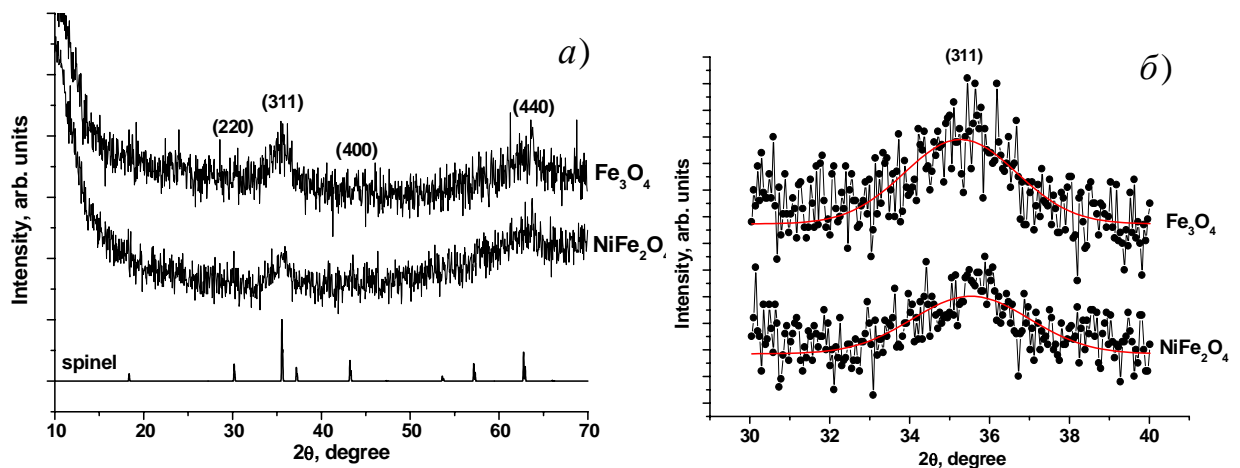 а)
(311)
(440)
(220)
(400)
Fe₃O₄
NiFe₂O₄
spinel
Intensity, arb. units
10 20 30 40 50 60 70
2θ, degree
б)
(311)
Fe₃O₄
NiFe₂O₄
Intensity, arb. units
30 32 34 36 38 40
2θ, degree